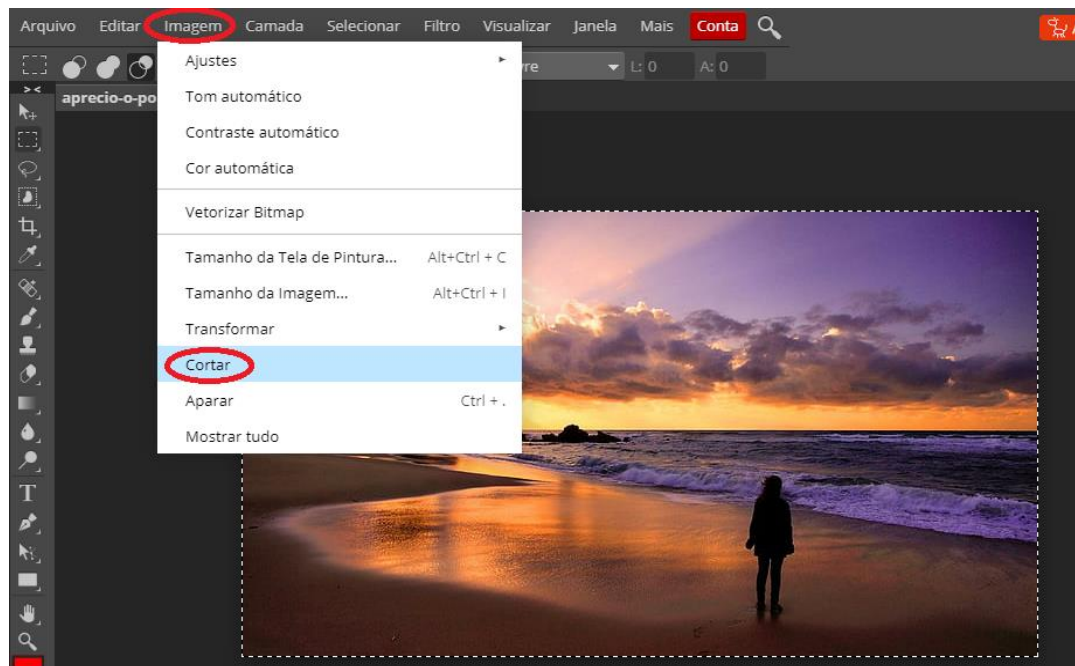 Arquivo Editar Imagem Camada Selecionar Filtro Visualizar Janela Mais Conta
L: 0 A: 0
aprecio-o-po
Ajustes
Tom automático
Contraste automático
Cor automática
Vetorizar Bitmap
Tamanho da Tela de Pintura... Alt+Ctrl + C
Tamanho da Imagem... Alt+Ctrl + I
Transformar
Cortar
Aparar Ctrl + .
Mostrar tudo